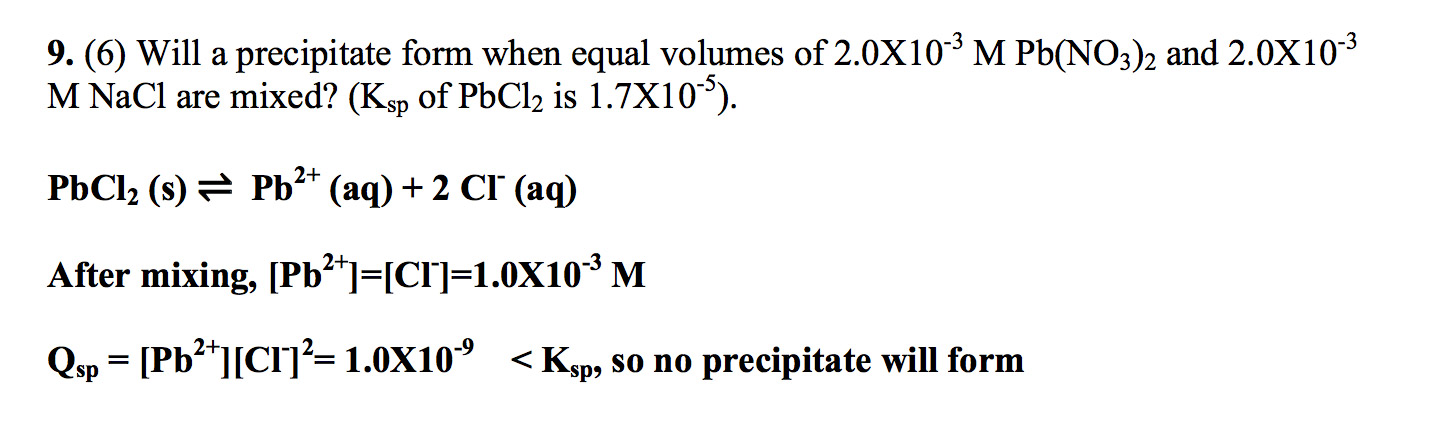 9. (6) Will a precipitate form when equal volumes of 2.0X10⁻³ M Pb(NO₃)₂ and 2.0X10⁻³
M NaCl are mixed? (Kₛₚ of PbCl₂ is 1.7X10⁻⁵).
PbCl₂ (s) ⇌ Pb²⁺ (aq) + 2 Cl⁻ (aq)
After mixing, [Pb²⁺]=[Cl⁻]=1.0X10⁻³ M
Qₛₚ = [Pb²⁺][Cl⁻]²= 1.0X10⁻⁹ < Kₛₚ, so no precipitate will form